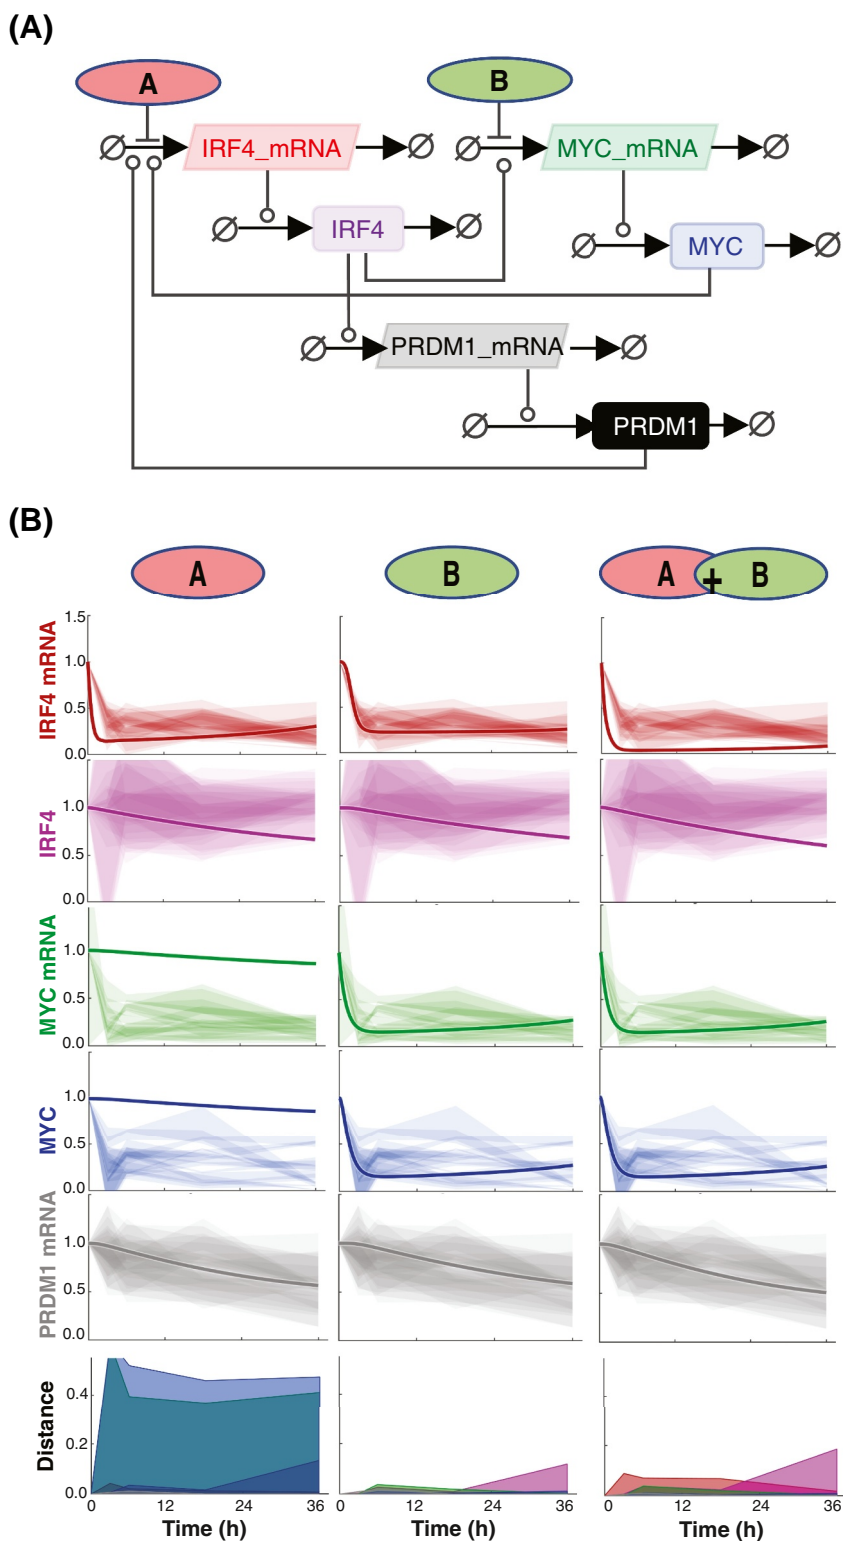 (A)
A
B
IRF4_mRNA
MYC_mRNA
IRF4
MYC
PRDM1_mRNA
PRDM1
(B)
A
B
A + B
IRF4 mRNA
1.5
1.0
0.5
0.0
IRF4
1.0
0.5
0.0
MYC mRNA
1.0
0.5
0.0
MYC
1.0
0.5
0.0
PRDM1 mRNA
1.0
0.5
0.0
Distance
0.4
0.2
0.0
0 12 24 36
0 12 24 36
0 12 24 36
Time (h)
Time (h)
Time (h)